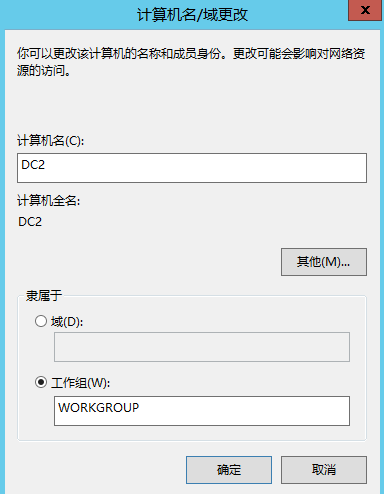 计算机名/域更改
x
你可以更改该计算机的名称和成员身份。更改可能会影响对网络资
源的访问。
计算机名(C):
DC2
计算机全名:
DC2
其他(M)...
隶属于
域(D):
工作组(W):
WORKGROUP
确定
取消